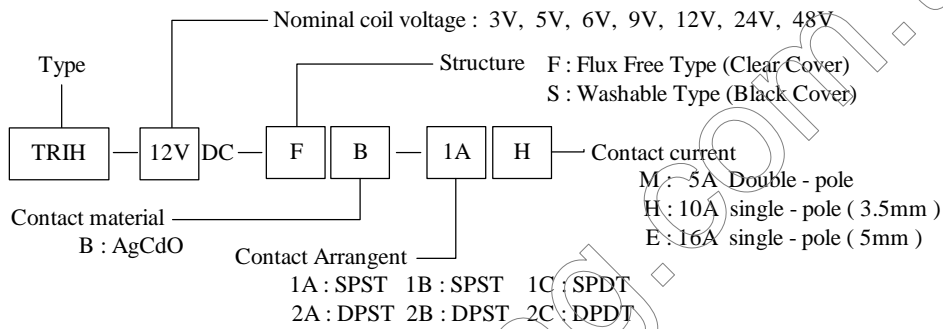 Nominal coil voltage : 3V, 5V, 6V, 9V, 12V, 24V, 48V
Type
Structure F : Flux Free Type (Clear Cover)
S : Washable Type (Black Cover)
TRIH 12V DC F B 1A H Contact current
M : 5A Double - pole
H : 10A single - pole ( 3.5mm )
E : 16A single - pole ( 5mm )
Contact material
B : AgCdO
Contact Arrangent
1A : SPST 1B : SPST 1C : SPDT
2A : DPST 2B : DPST 2C : DPDT
g.com.